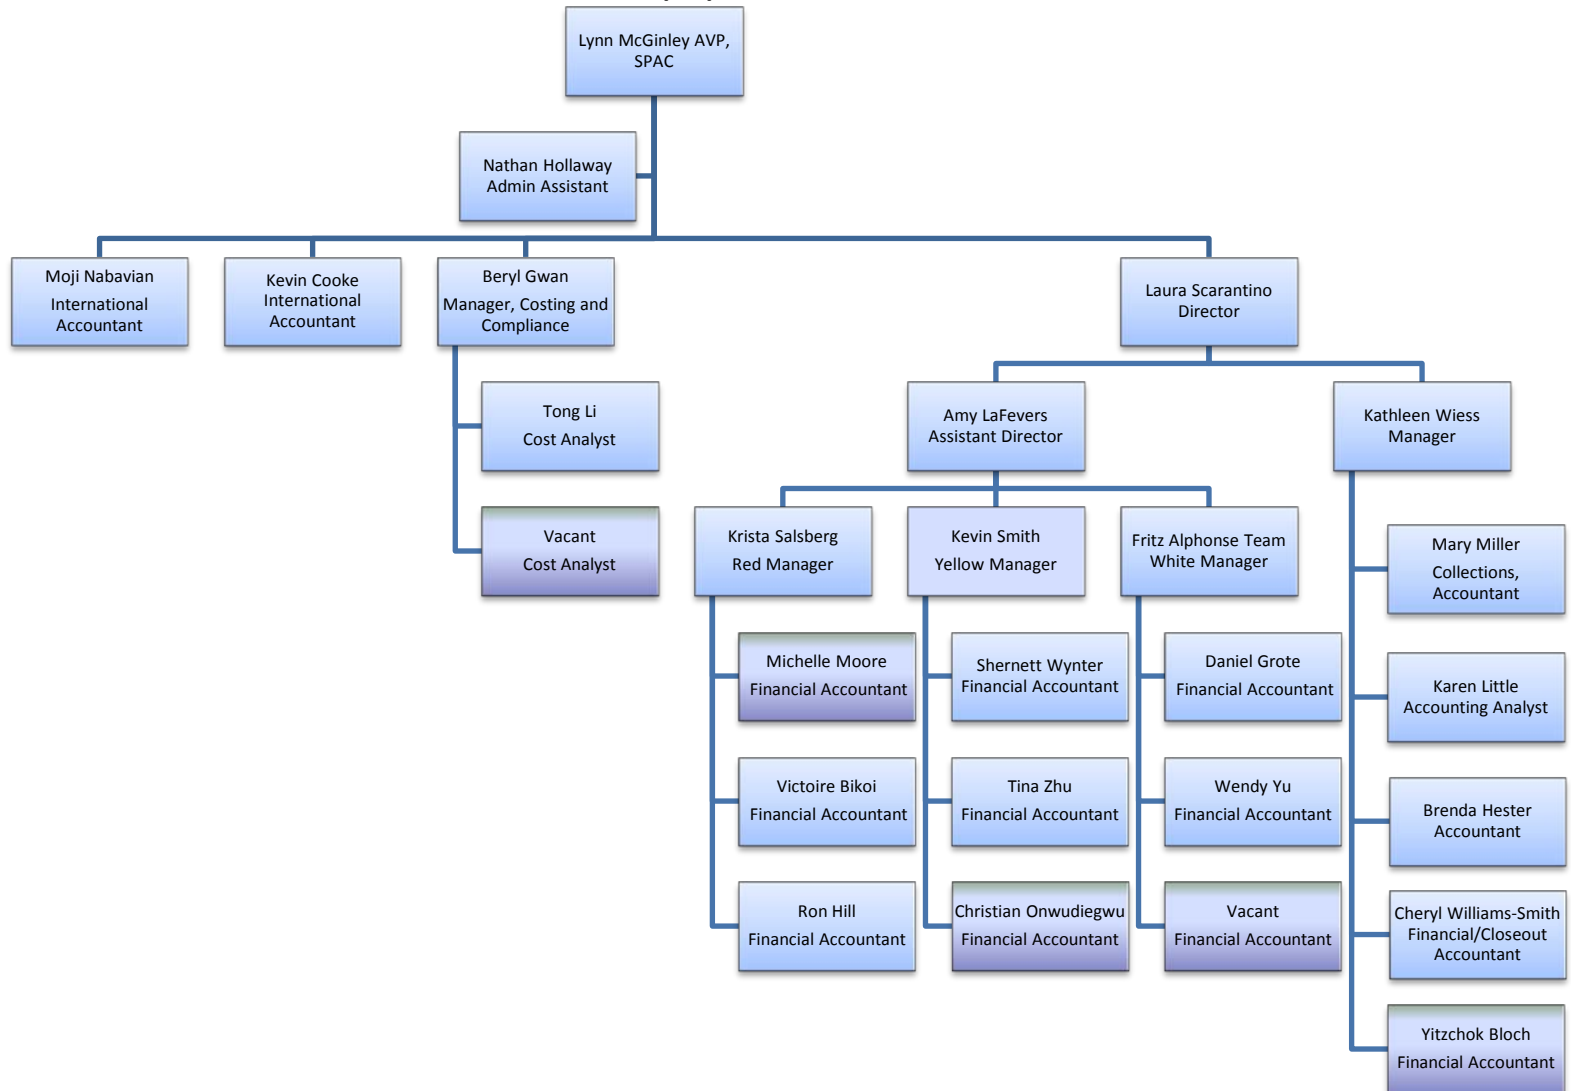 Lynn McGinley AVP,
SPAC
Nathan Hollaway
Admin Assistant
Moji Nabavian
International
Accountant
Kevin Cooke
International
Accountant
Beryl Gwan
Manager, Costing and
Compliance
Laura Scarantino
Director
Tong Li
Cost Analyst
Vacant
Cost Analyst
Amy LaFevers
Assistant Director
Kathleen Wiess
Manager
Krista Salsberg
Red Manager
Kevin Smith
Yellow Manager
Fritz Alphonse Team
White Manager
Michelle Moore
Financial Accountant
Victoire Bikoi
Financial Accountant
Ron Hill
Financial Accountant
Shernett Wynter
Financial Accountant
Tina Zhu
Financial Accountant
Christian Onwudiegwu
Financial Accountant
Daniel Grote
Financial Accountant
Wendy Yu
Financial Accountant
Vacant
Financial Accountant
Mary Miller
Collections,
Accountant
Karen Little
Accounting Analyst
Brenda Hester
Accountant
Cheryl Williams-Smith
Financial/Closeout
Accountant
Yitzchok Bloch
Financial Accountant